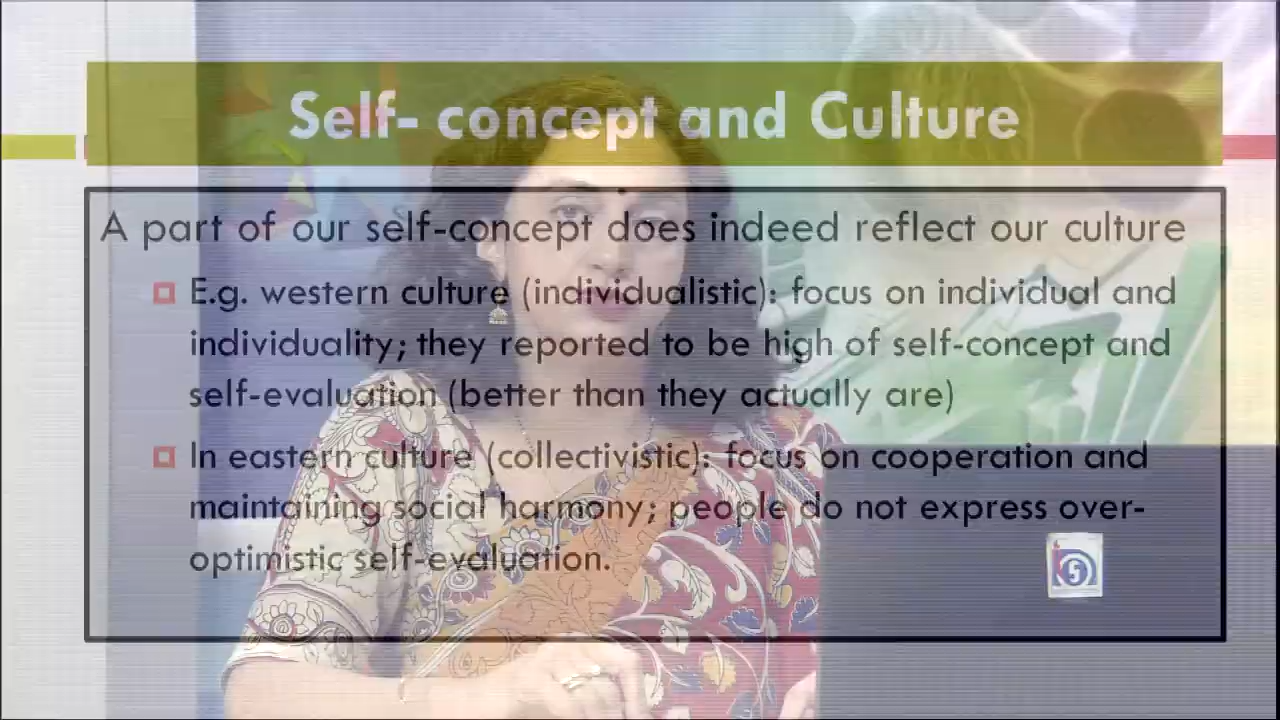 Self- concept and Culture
A part of our self-concept does indeed reflect our culture
E.g. western culture (individualistic): focus on individual and
individuality; they reported to be high of self-concept and
self-evaluation (better than they actually are)
In eastern culture (collectivistic): focus on cooperation and
maintaining social harmony; people do not express over-
optimistic self-evaluation.
5